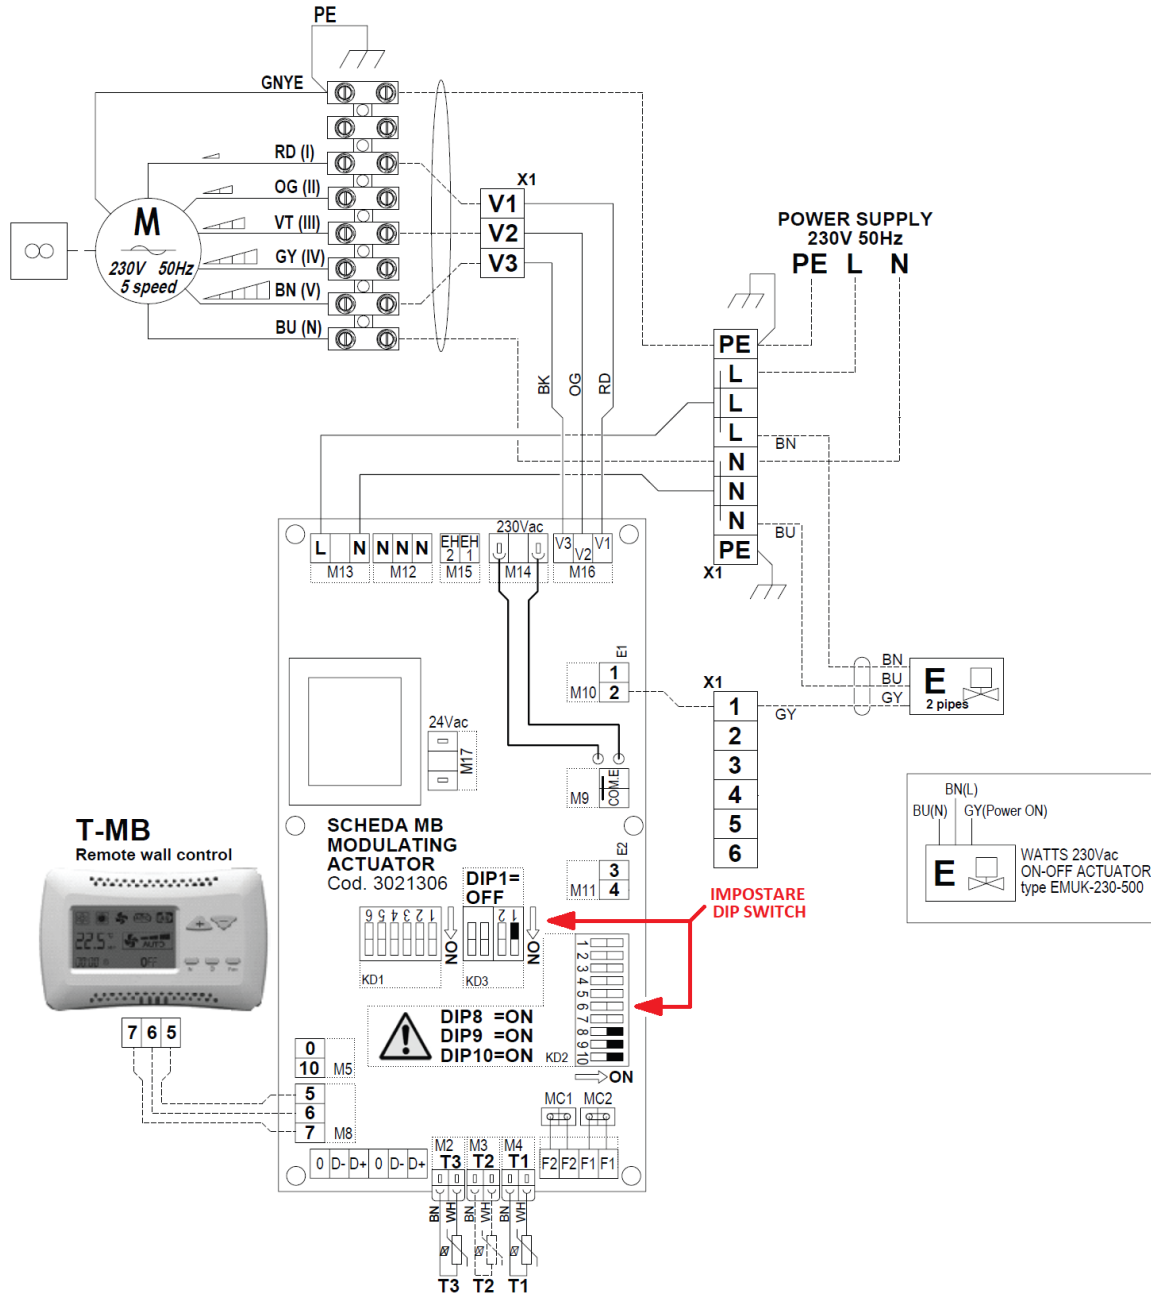 PE
GNYE
RD (I)
OG (II)
VT (III)
GY (IV)
BN (V)
BU (N)
M
230V 50Hz
5 speed
X1
V1
V2
V3
POWER SUPPLY
230V 50Hz
PE L N
PE
L
L
L
N
N
N
PE
X1
BN
BU
BK
OG
RD
230Vac
L N
M13
N N N
M12
EH 2 EH 1
M15
M14
V3 V2 V1
M16
E1
1
2
M10
24Vac
M17
COM.E
M9
X1
1
2
3
4
5
6
GY
BN
BU
GY
E
2 pipes
BN(L)
BU(N) GY(Power ON)
E
WATTS 230Vac
ON-OFF ACTUATOR
type EMUK-230-500
T-MB
Remote wall control
22.5
AUTO
00:00 OFF
Fan
7 6 5
SCHEDA MB
MODULATING
ACTUATOR
Cod. 3021306
DIP1=
OFF
E2
3
4
M11
IMPOSTARE
DIP SWITCH
6 5 4 3 2 1
ON
KD1
2 1
ON
KD3
1
2
3
4
5
6
7
8
9
10
KD2
ON
DIP8 =ON
DIP9 =ON
DIP10=ON
0
10
M5
5
6
7
M8
0 D- D+ 0 D- D+
MC1 MC2
F2 F2 F1 F1
M2 M3 M4
T3 T2 T1
BN WH BN WH BN WH
T3 T2 T1